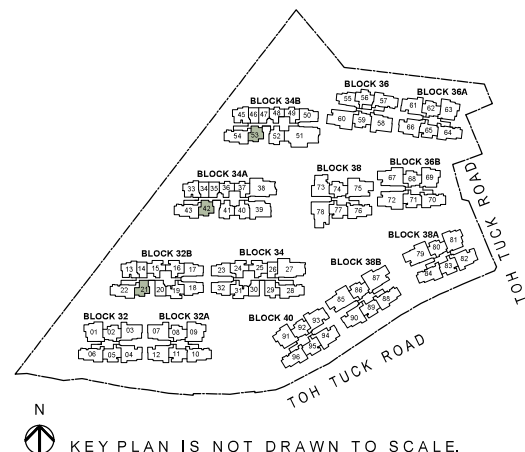 BLOCK 36
55 56 57
60 59 58
BLOCK 36A
61 62 63
66 65 64
BLOCK 34B
45 46 47 48 49 50
54 53 52 51
BLOCK 34A
33 34 35 36 37 38
43 42 41 40 39
BLOCK 38
73 74 75
78 77 76
BLOCK 36B
67 68 69
72 71 70
TOH TUCK ROAD
BLOCK 38A
79 80 81
84 83 82
BLOCK 32B
13 14 15 16 17
22 21 20 19 18
BLOCK 34
23 24 25 26 27
32 31 30 29 28
BLOCK 38B
85 86 87
90 89 88
BLOCK 32
01 02 03
06 05 04
BLOCK 32A
07 08 09
12 11 10
BLOCK 40
91 92 93
96 95 94
TOH TUCK ROAD
N
KEY PLAN IS NOT DRAWN TO SCALE.